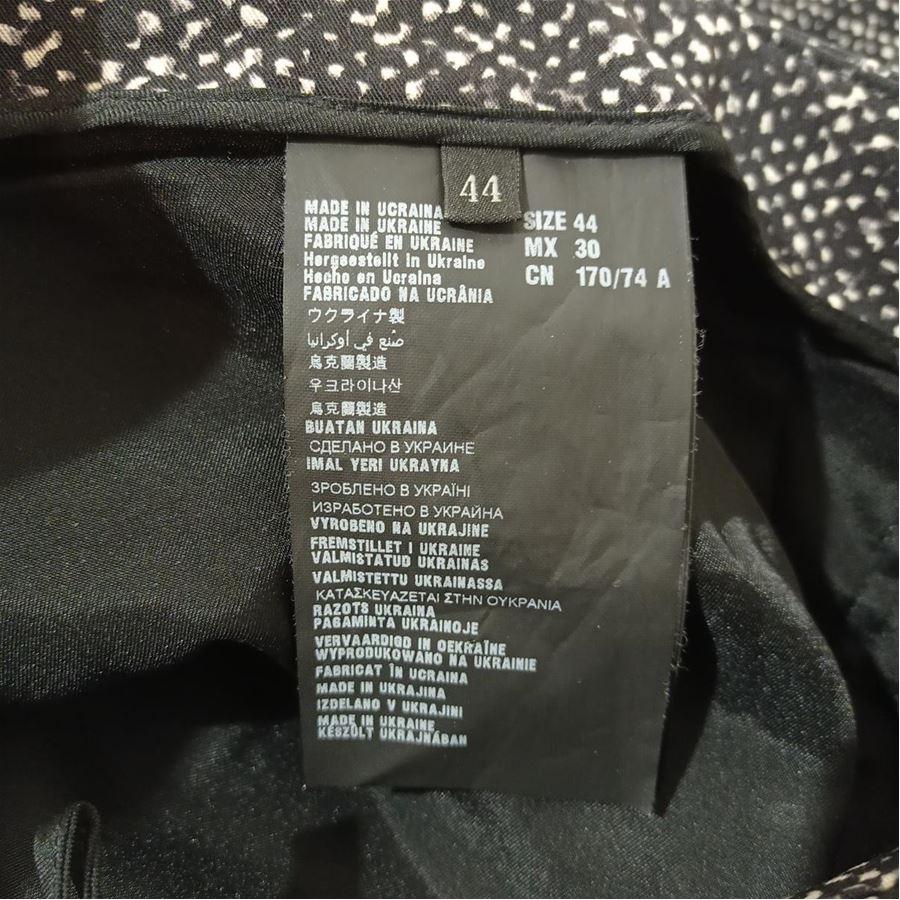 44
MADE IN UCRAINA
MADE IN UKRAINE
FABRIQUÉ EN UKRAINE
Hergeestellt in Ukraine
Hecho en Ucraina
FABRICADO NA UCRÂNIA
ウクライナ製
صنع في أوكرانيا
烏克蘭製造
우크라이나산
烏克蘭製造
BUATAN UKRAINA
СДЕЛАНО В УКРАИНЕ
IMAL YERI UKRAYNA
ЗРОБЛЕНО В УКРАЇНІ
ИЗРАБОТЕНО В УКРАЙНА
VYROBENO NA UKRAJINE
FREMSTILLET I UKRAINE
VALMISTATUD UKRAINAS
VALMISTETTU UKRAINASSA
ΚΑΤΑΣΚΕΥΑΖΕΤΑΙ ΣΤΗΝ ΟΥΚΡΑΝΙΑ
RAZOTS UKRAINA
PAGAMINTA UKRAINOJE
VERVAARDIGD IN OEKRAÏNE
WYPRODUKOWANO NA UKRAINIE
FABRICAT ÎN UCRAINA
MADE IN UKRAJINA
IZDELANO V UKRAJINI
MADE IN UKRAINE
KÉSZÜLT UKRAJNÁBAN
SIZE 44
MX 30
CN 170/74 A